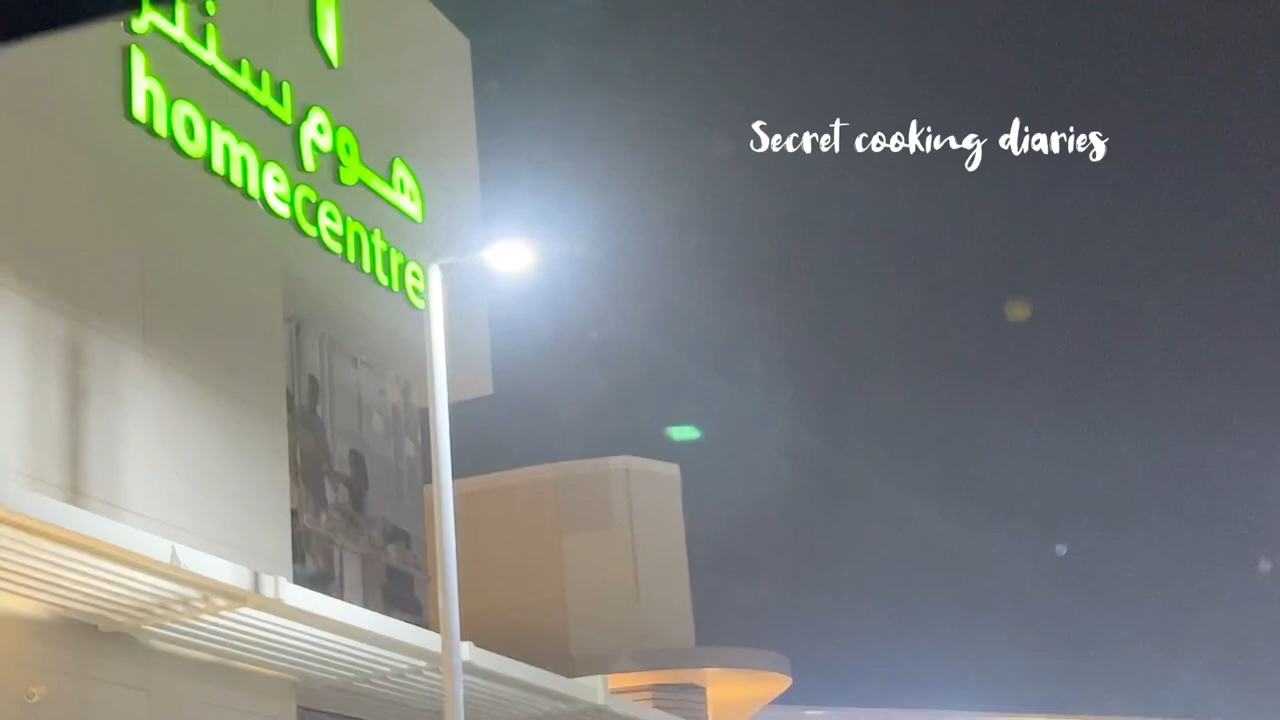 هوم سنتر
homecentre
Secret cooking diaries